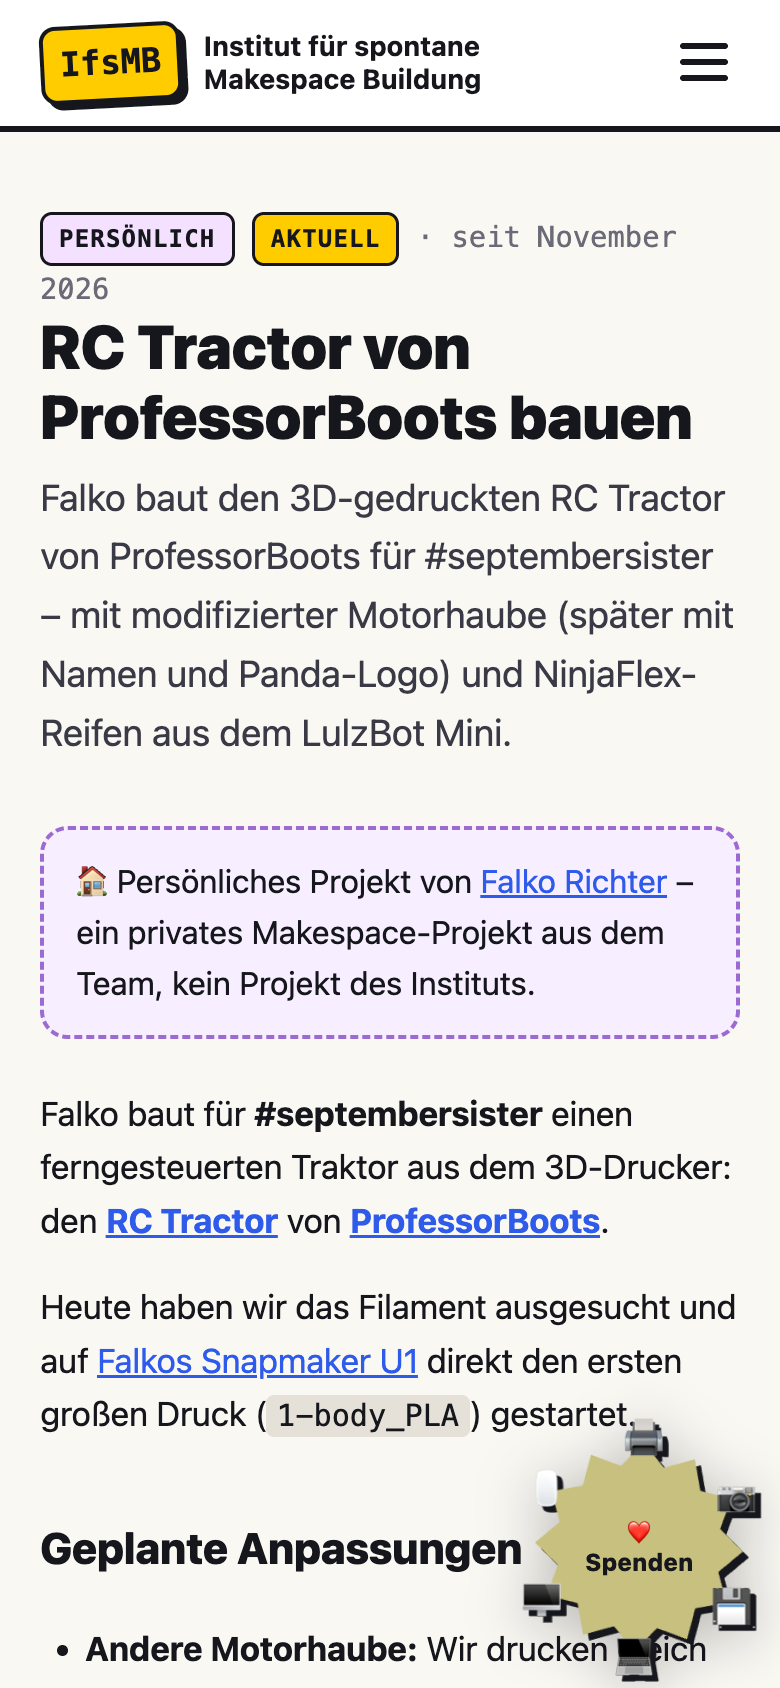 IfsMB
Institut für spontane
Makespace Buildung
PERSÖNLICH AKTUELL · seit November
2026
RC Tractor von
ProfessorBoots bauen
Falko baut den 3D-gedruckten RC Tractor
von ProfessorBoots für #septembersister
– mit modifizierter Motorhaube (später mit
Namen und Panda-Logo) und NinjaFlex-
Reifen aus dem LulzBot Mini.
Persönliches Projekt von Falko Richter –
ein privates Makespace-Projekt aus dem
Team, kein Projekt des Instituts.
Falko baut für #septembersister einen
ferngesteuerten Traktor aus dem 3D-Drucker:
den RC Tractor von ProfessorBoots.
Heute haben wir das Filament ausgesucht und
auf Falkos Snapmaker U1 direkt den ersten
großen Druck (1-body_PLA) gestartet.
Geplante Anpassungen
Spenden
• Andere Motorhaube: Wir drucken